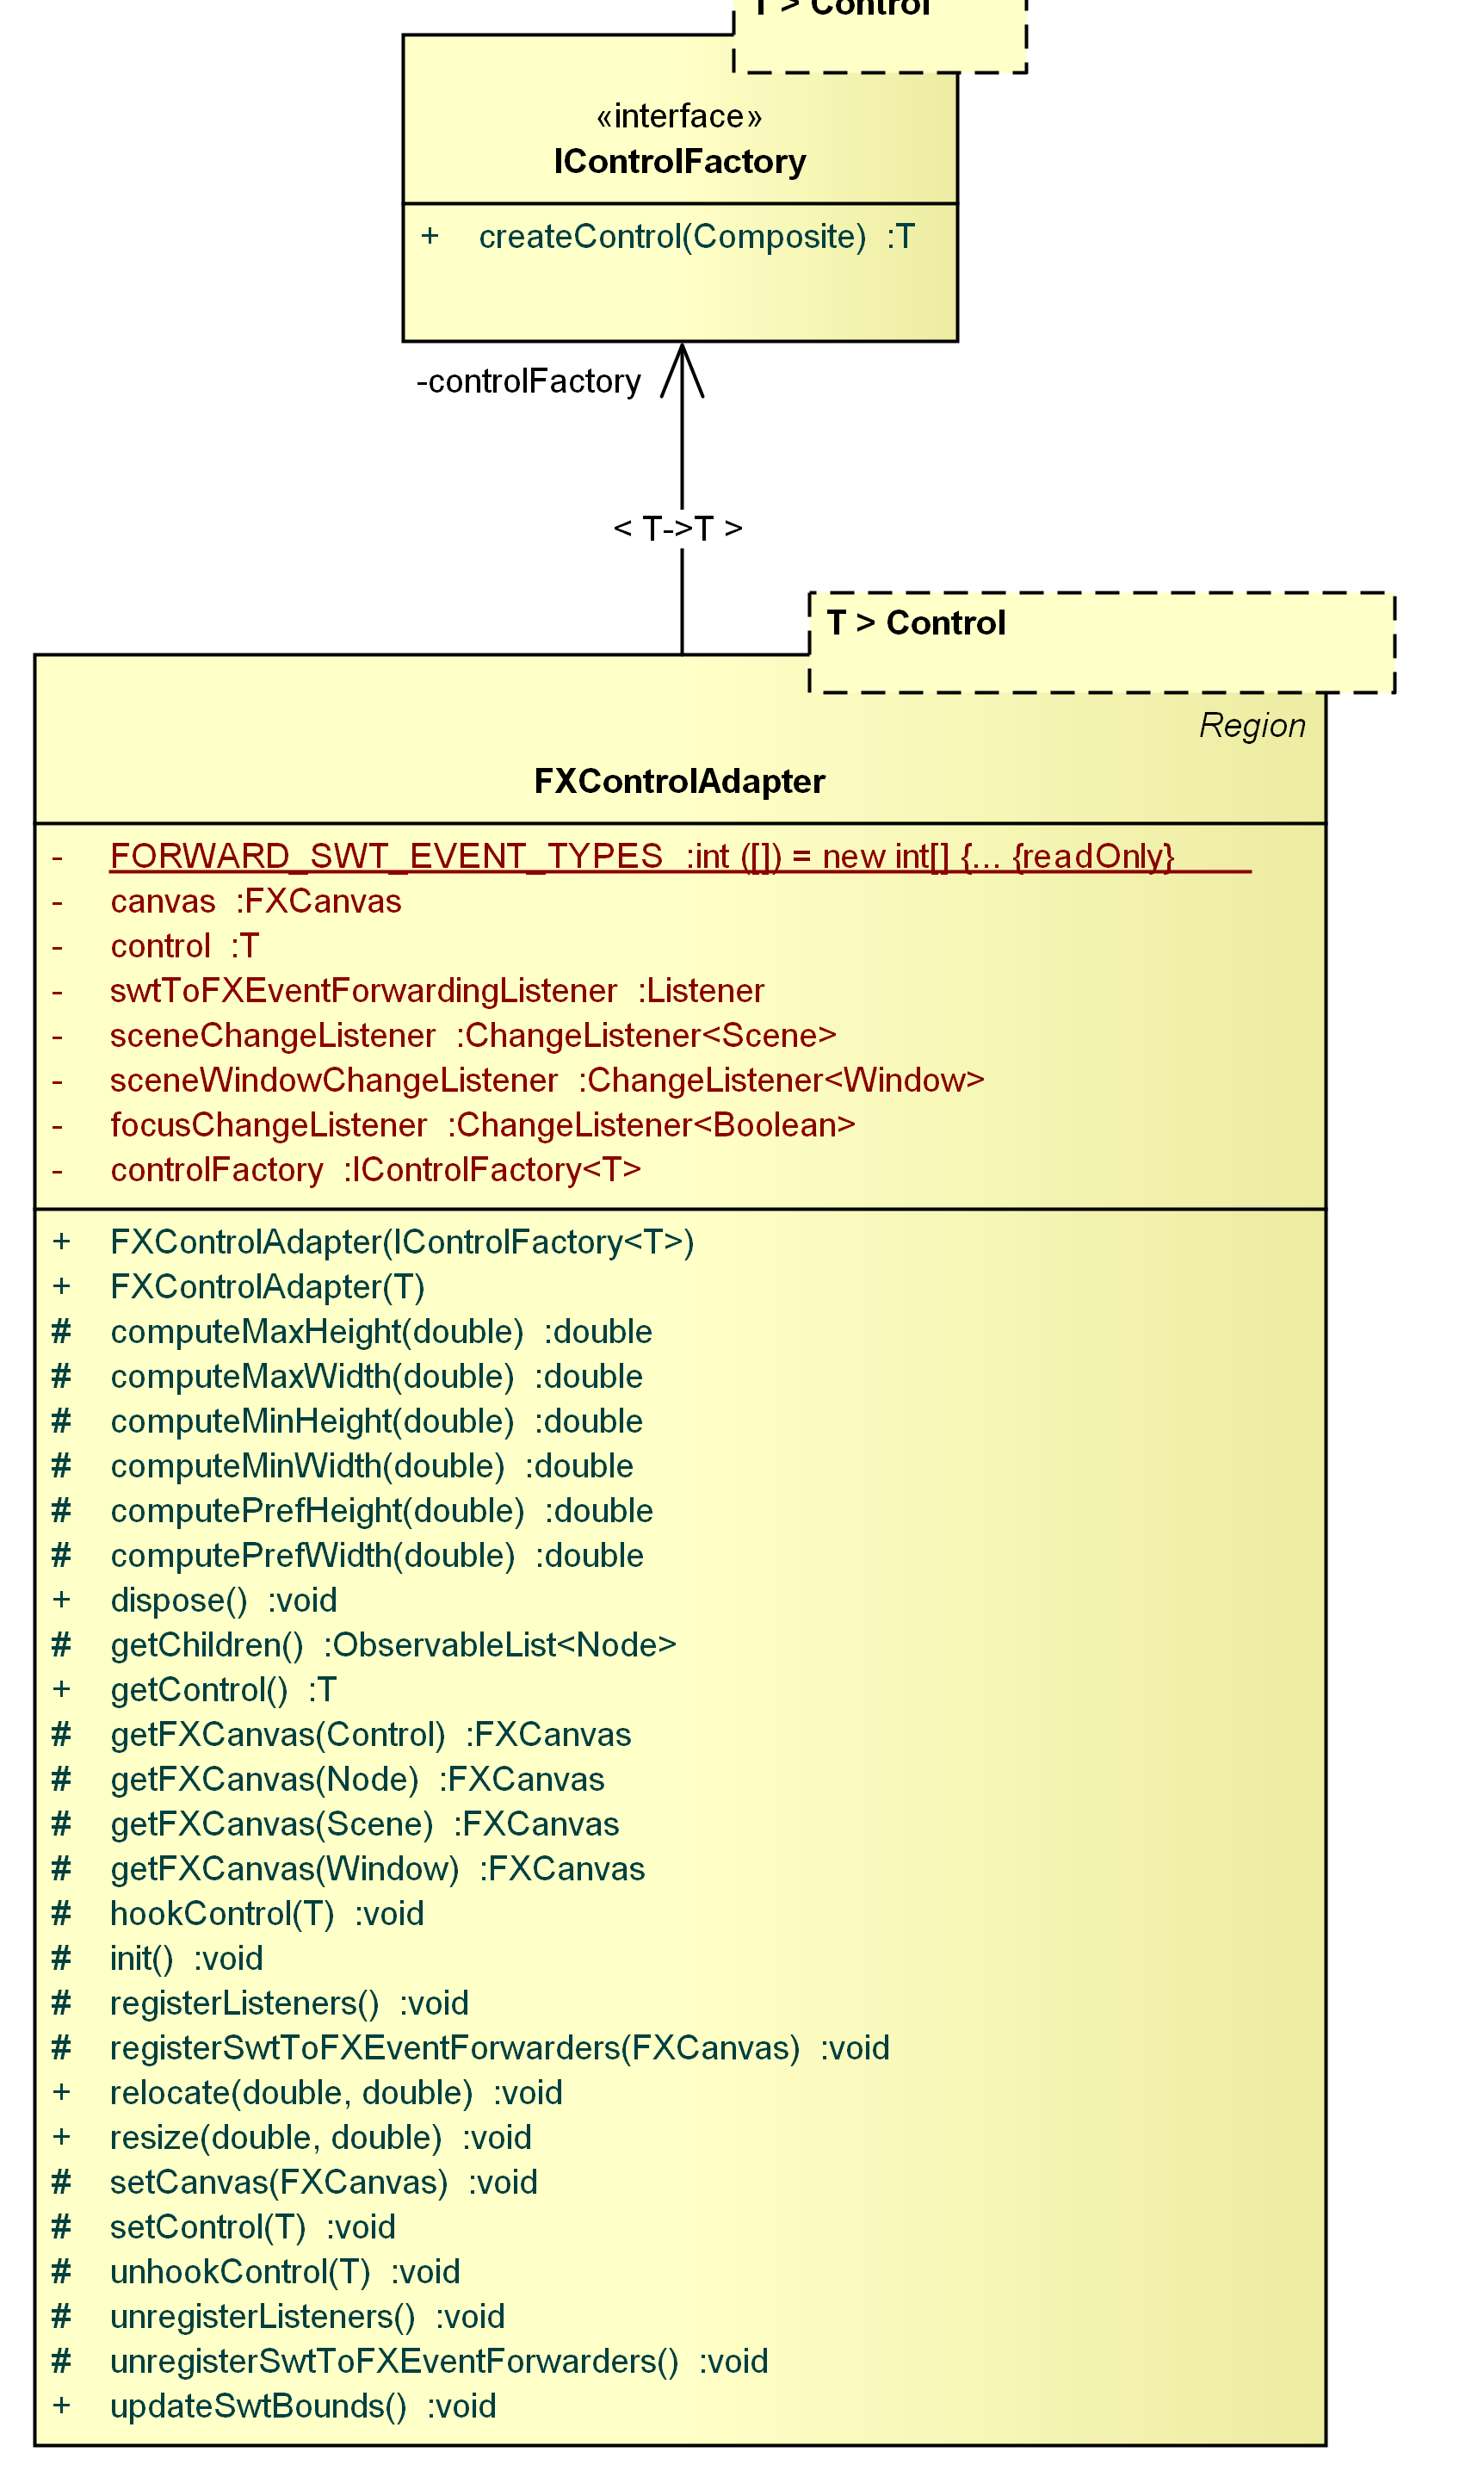 T > Control
«interface»
IControlFactory
+ createControl(Composite) :T
-controlFactory
< T->T >
T > Control
Region
FXControlAdapter
- FORWARD_SWT_EVENT_TYPES :int ([]) = new int[] {... {readOnly}
- canvas :FXCanvas
- control :T
- swtToFXEventForwardingListener :Listener
- sceneChangeListener :ChangeListener<Scene>
- sceneWindowChangeListener :ChangeListener<Window>
- focusChangeListener :ChangeListener<Boolean>
- controlFactory :IControlFactory<T>
+ FXControlAdapter(IControlFactory<T>)
+ FXControlAdapter(T)
# computeMaxHeight(double) :double
# computeMaxWidth(double) :double
# computeMinHeight(double) :double
# computeMinWidth(double) :double
# computePrefHeight(double) :double
# computePrefWidth(double) :double
+ dispose() :void
# getChildren() :ObservableList<Node>
+ getControl() :T
# getFXCanvas(Control) :FXCanvas
# getFXCanvas(Node) :FXCanvas
# getFXCanvas(Scene) :FXCanvas
# getFXCanvas(Window) :FXCanvas
# hookControl(T) :void
# init() :void
# registerListeners() :void
# registerSwtToFXEventForwarders(FXCanvas) :void
+ relocate(double, double) :void
+ resize(double, double) :void
# setCanvas(FXCanvas) :void
# setControl(T) :void
# unhookControl(T) :void
# unregisterListeners() :void
# unregisterSwtToFXEventForwarders() :void
+ updateSwtBounds() :void